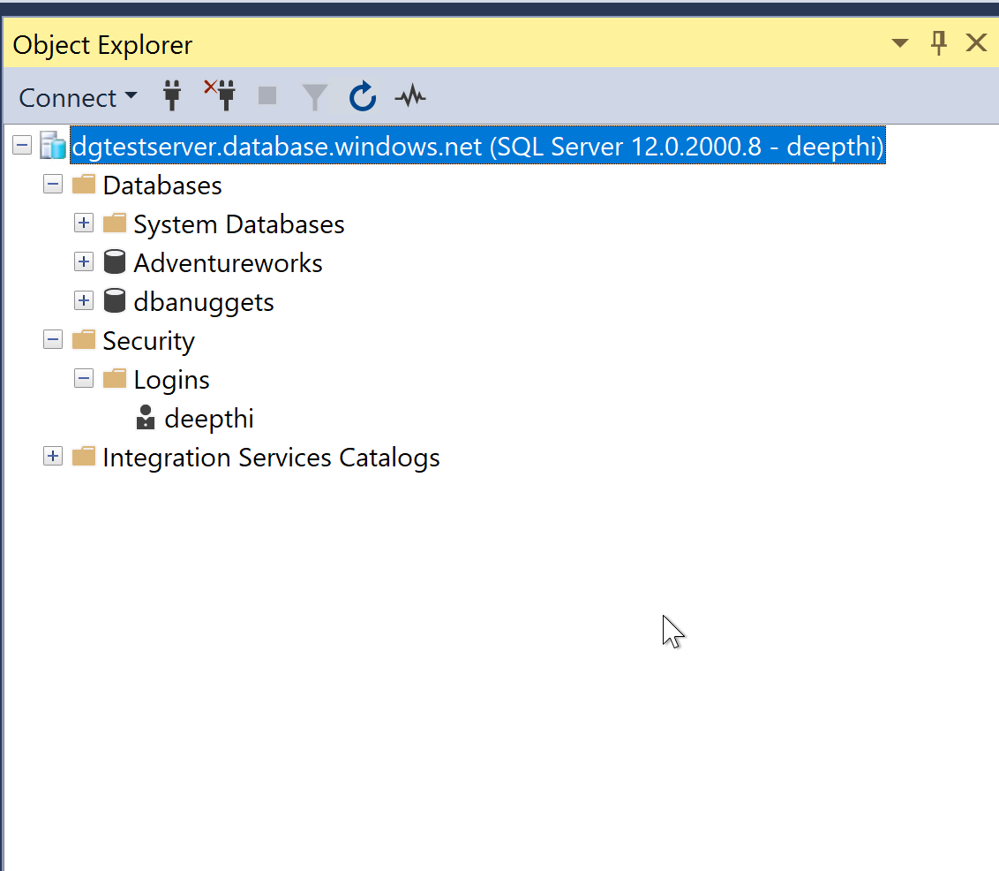 Object Explorer
Connect
dgtestserver.database.windows.net (SQL Server 12.0.2000.8 - deepthi)
Databases
System Databases
Adventureworks
dbanuggets
Security
Logins
deepthi
Integration Services Catalogs